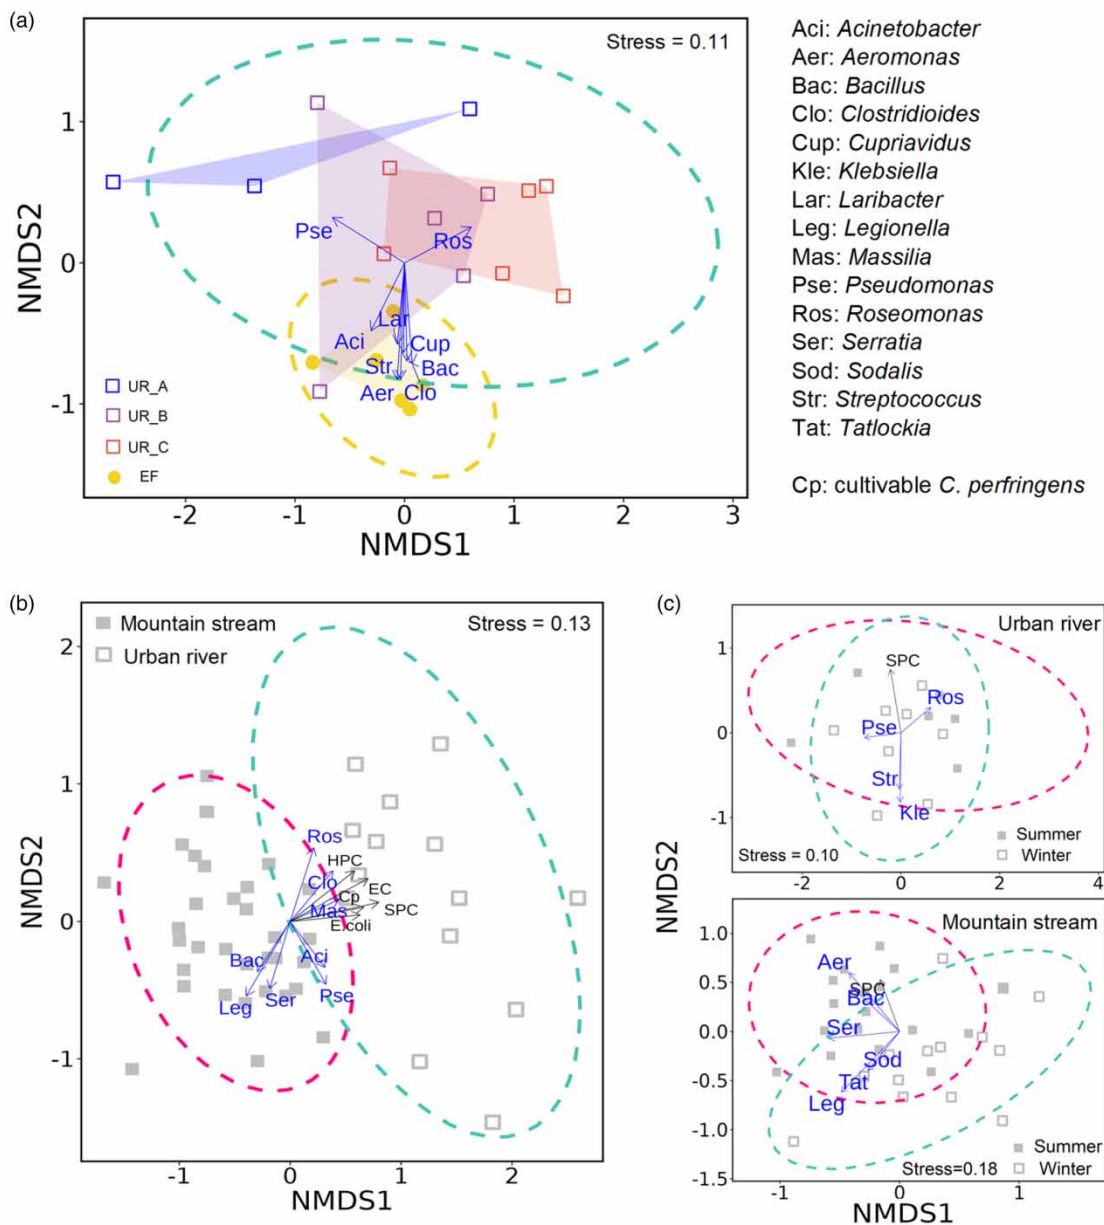 (a)
Stress = 0.11
NMDS2
1
0
-1
Pse
Ros
Lar
Aci
Cup
Str
Bac
Aer
Clo
UR_A
UR_B
UR_C
EF
-2
-1
0
1
2
3
NMDS1
Aci: Acinetobacter
Aer: Aeromonas
Bac: Bacillus
Clo: Clostridioides
Cup: Cupriavidus
Kle: Klebsiella
Lar: Laribacter
Leg: Legionella
Mas: Massilia
Pse: Pseudomonas
Ros: Roseomonas
Ser: Serratia
Sod: Sodalis
Str: Streptococcus
Tat: Tatlockia
Cp: cultivable C. perfringens
(b)
Mountain stream
Urban river
Stress = 0.13
NMDS2
2
1
0
-1
Ros
HPC
Clo
EC
Cp
SPC
Mas
E.coli
Bac
Aci
Leg
Ser
Pse
-1
0
1
2
NMDS1
(c)
Urban river
1
0
-1
SPC
Ros
Pse
Str
Kle
Summer
Winter
Stress = 0.10
-2
0
2
4
NMDS2
Mountain stream
1.0
0.5
0.0
-0.5
-1.0
-1.5
Aer
SPC
Bac
Ser
Sod
Tat
Leg
Summer
Winter
Stress=0.18
-1
0
1
NMDS1